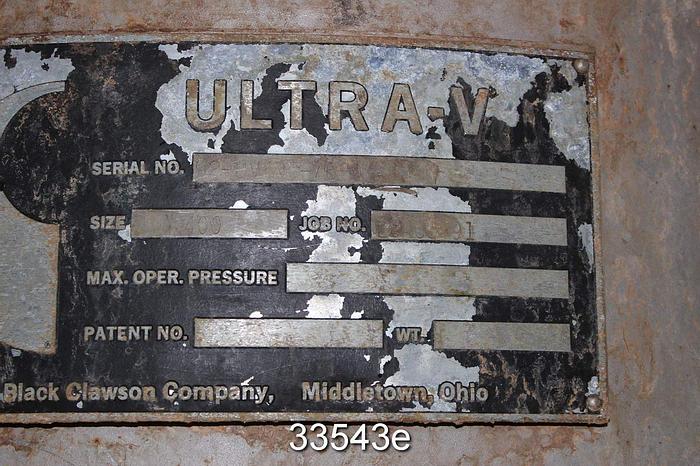 ULTRA-V
SERIAL NO.
SIZE JOB NO.
MAX. OPER. PRESSURE
PATENT NO. WT.
Black Clawson Company, Middletown, Ohio
33543e